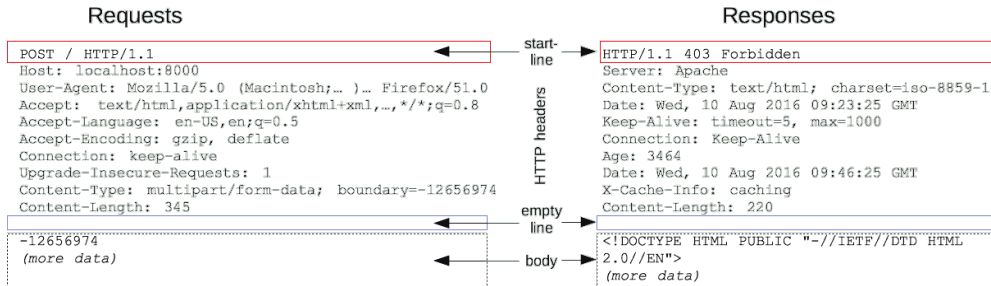 Requests
POST / HTTP/1.1
Host: localhost:8000
User-Agent: Mozilla/5.0 (Macintosh;… )… Firefox/51.0
Accept: text/html,application/xhtml+xml,…,*/*;q=0.8
Accept-Language: en-US,en;q=0.5
Accept-Encoding: gzip, deflate
Connection: keep-alive
Upgrade-Insecure-Requests: 1
Content-Type: multipart/form-data; boundary=-12656974
Content-Length: 345
-12656974
(more data)
start-
line
HTTP headers
empty
line
body
Responses
HTTP/1.1 403 Forbidden
Server: Apache
Content-Type: text/html; charset=iso-8859-1
Date: Wed, 10 Aug 2016 09:23:25 GMT
Keep-Alive: timeout=5, max=1000
Connection: Keep-Alive
Age: 3464
Date: Wed, 10 Aug 2016 09:46:25 GMT
X-Cache-Info: caching
Content-Length: 220
<!DOCTYPE HTML PUBLIC "-//IETF//DTD HTML
2.0//EN">
(more data)